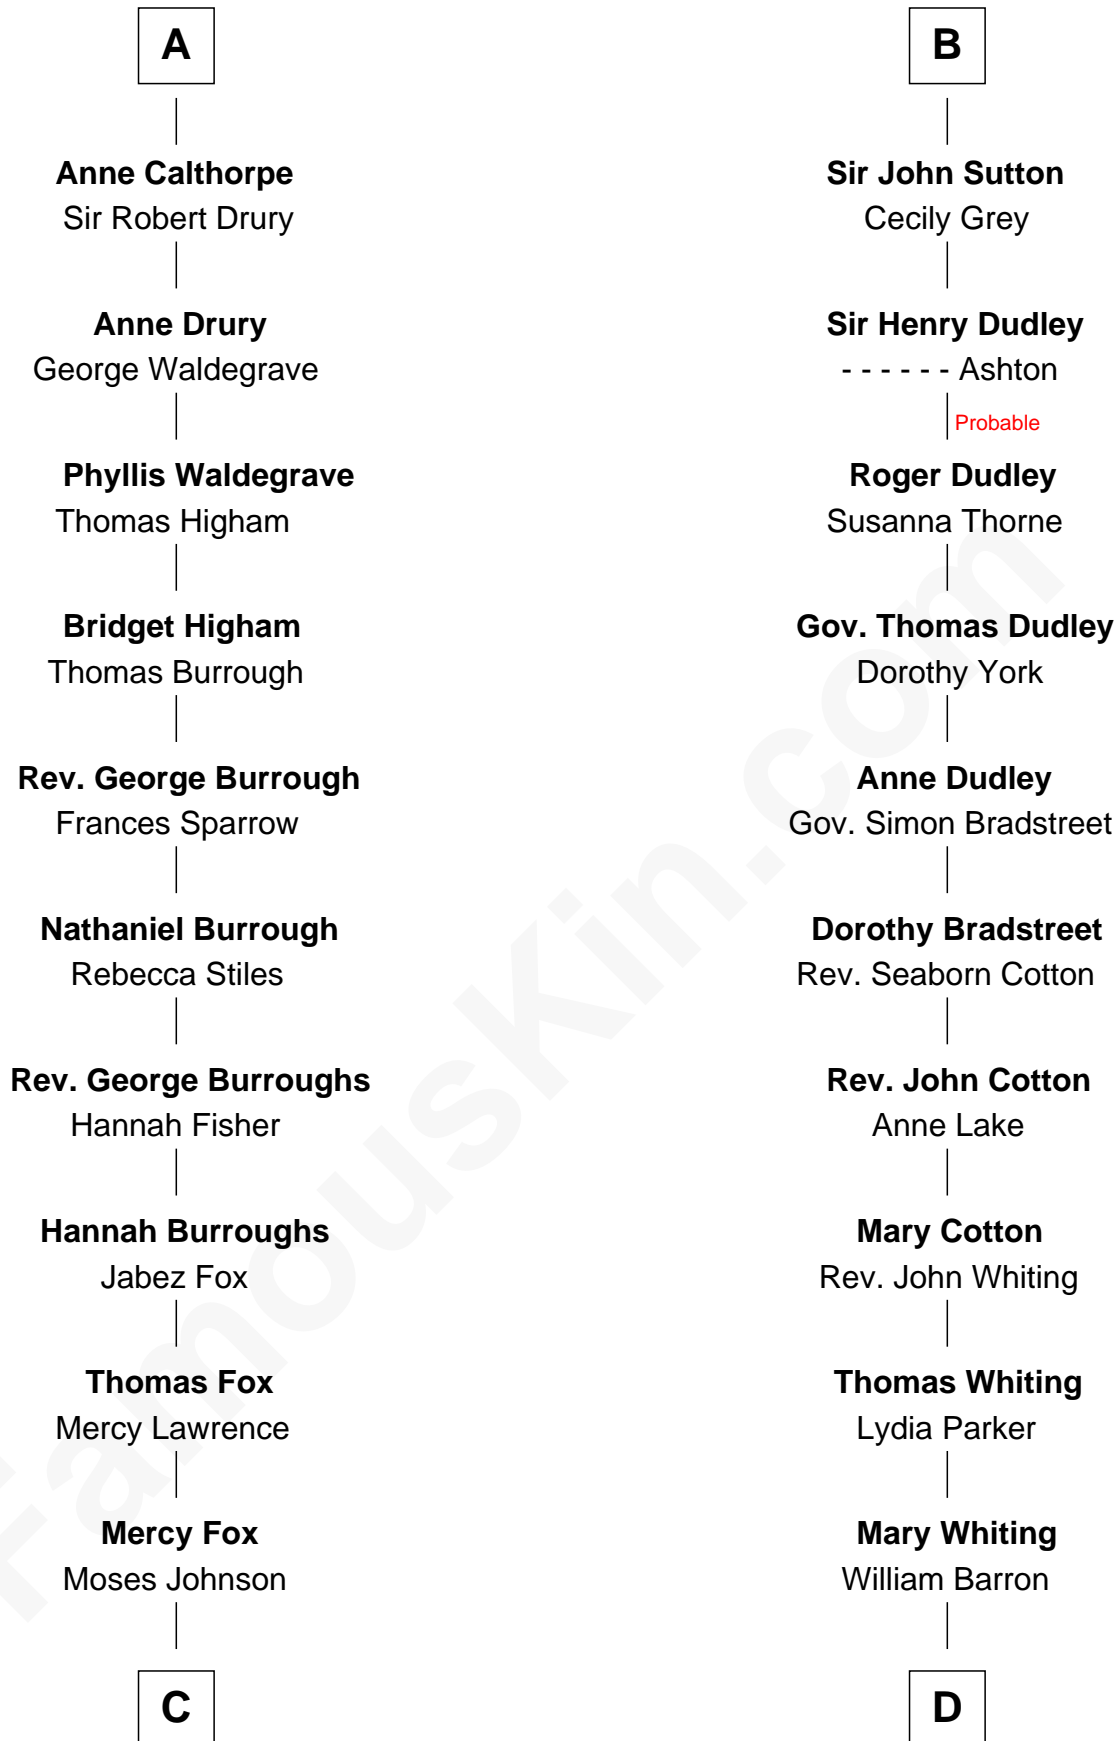 A
Anne Calthorpe
Sir Robert Drury
Anne Drury
George Waldegrave
Phyllis Waldegrave
Thomas Higham
Bridget Higham
Thomas Burrough
Rev. George Burrough
Frances Sparrow
Nathaniel Burrough
Rebecca Stiles
Rev. George Burroughs
Hannah Fisher
Hannah Burroughs
Jabez Fox
Thomas Fox
Mercy Lawrence
Mercy Fox
Moses Johnson
C
B
Sir John Sutton
Cecily Grey
Sir Henry Dudley
- - - - - - Ashton
Probable
Roger Dudley
Susanna Thorne
Gov. Thomas Dudley
Dorothy York
Anne Dudley
Gov. Simon Bradstreet
Dorothy Bradstreet
Rev. Seaborn Cotton
Rev. John Cotton
Anne Lake
Mary Cotton
Rev. John Whiting
Thomas Whiting
Lydia Parker
Mary Whiting
William Barron
D
FamousKin.com